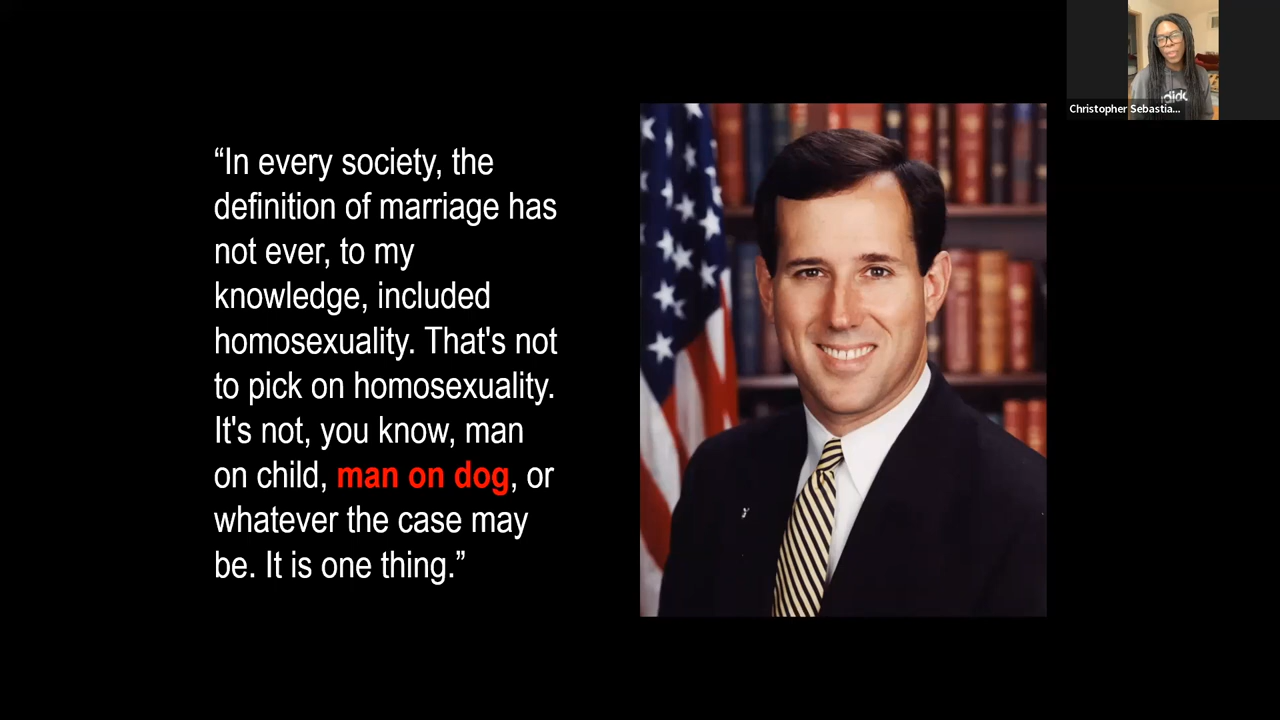 “In every society, the
definition of marriage has
not ever, to my
knowledge, included
homosexuality. That's not
to pick on homosexuality.
It's not, you know, man
on child, man on dog, or
whatever the case may
be. It is one thing.”
Christopher Sebastia...